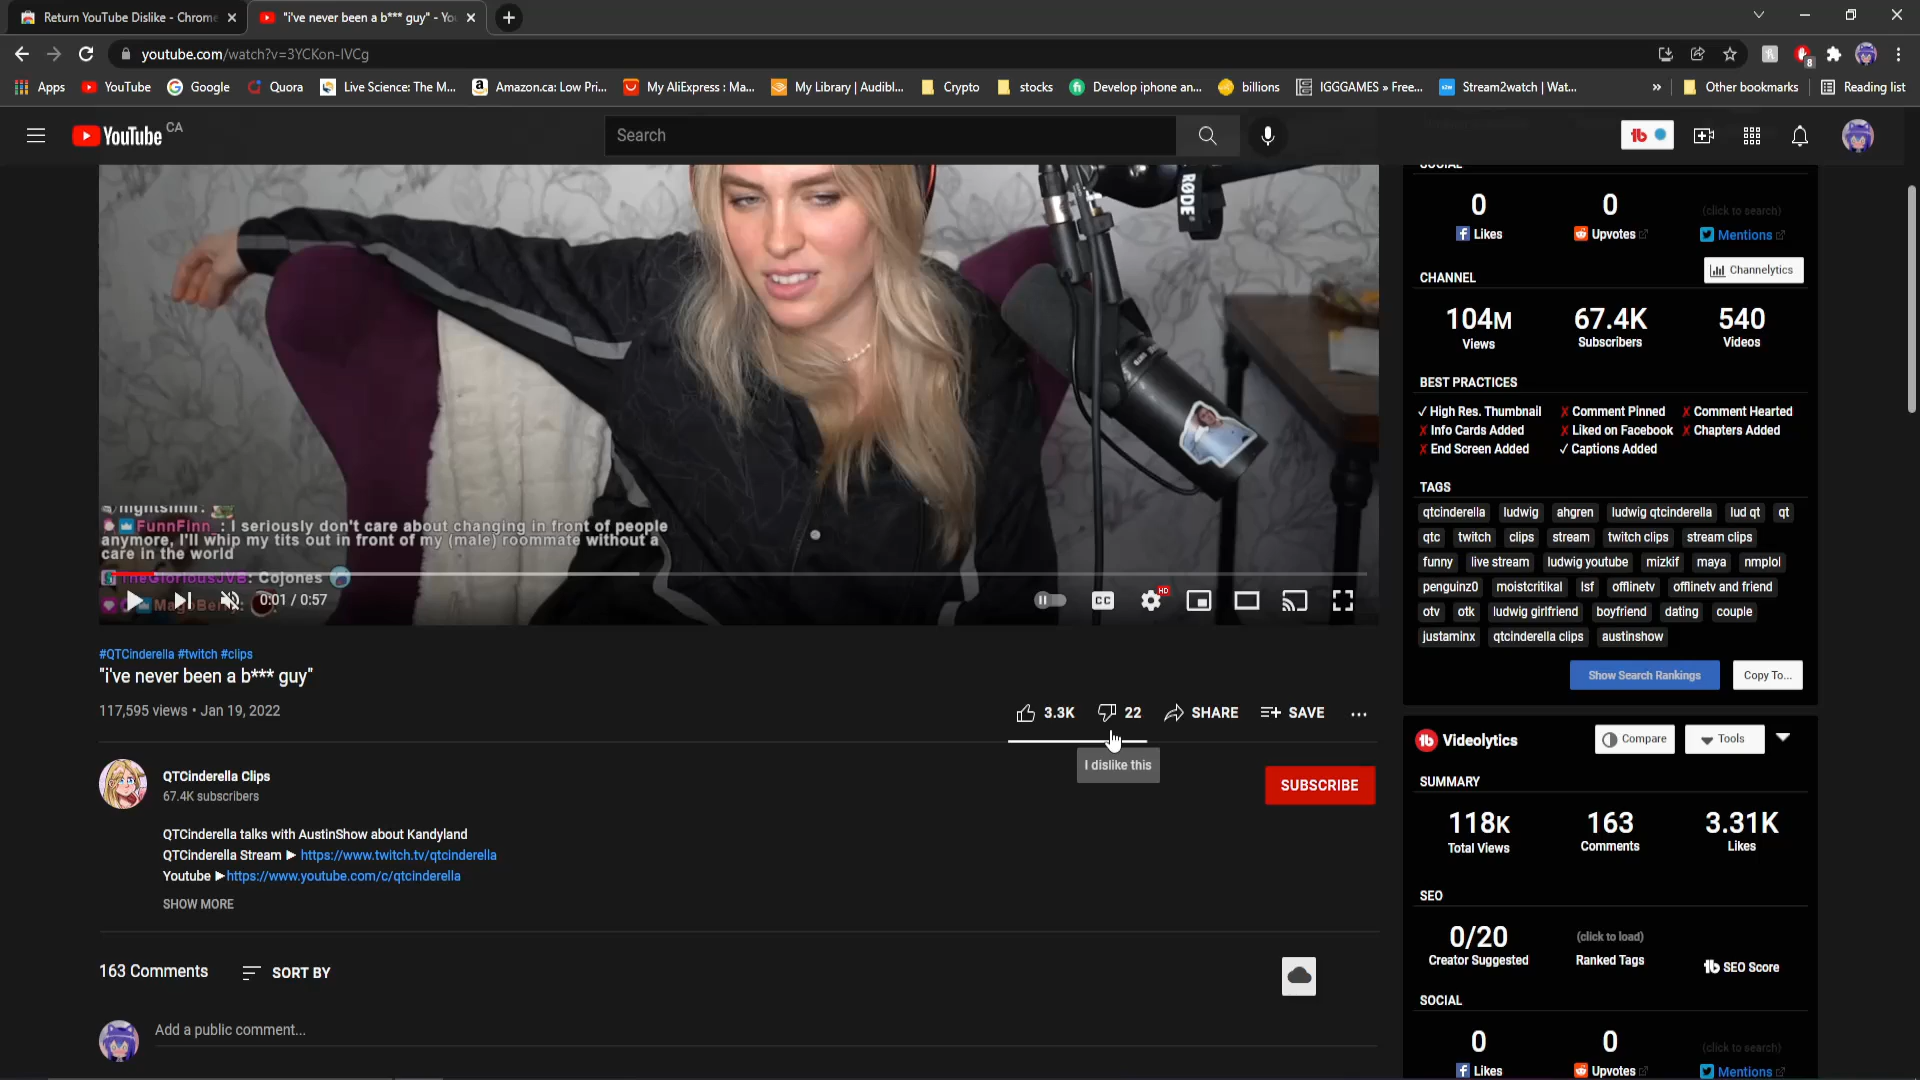 Return YouTube Dislike - Chrome
"i've never been a b*** guy" - Yo
youtube.com/watch?v=3YCKon-IVCg
8
Apps
YouTube
Google
Quora
Live Science: The M...
Amazon.ca: Low Pri...
My AliExpress : Ma...
My Library | Audibl...
Crypto
stocks
Develop iphone an...
billions
IGGGAMES » Free...
Stream2watch | Wat...
»
Other bookmarks
Reading list
YouTube CA
Search
RØDE
SOCIAL
0
0
(click to search)
Likes
Upvotes
Mentions
CHANNEL
Channelytics
104M
67.4K
540
Views
Subscribers
Videos
BEST PRACTICES
✓ High Res. Thumbnail
✗ Comment Pinned
✗ Comment Hearted
✗ Info Cards Added
✗ Liked on Facebook
✗ Chapters Added
✗ End Screen Added
✓ Captions Added
TAGS
qtcinderella ludwig ahgren ludwig qtcinderella lud qt qt
qtc twitch clips stream twitch clips stream clips
funny live stream ludwig youtube mizkif maya nmplol
penguinz0 moistcritikal lsf offlinetv offlinetv and friend
otv otk ludwig girlfriend boyfriend dating couple
justaminx qtcinderella clips austinshow
Show Search Rankings
Copy To...
FunnFinn_: I seriously don't care about changing in front of people
anymore, I'll whip my tits out in front of my (male) roommate without a
care in the world
TheGloriousJVB: Cojones
0:01 / 0:57
CC
HD
#QTCinderella #twitch #clips
"i've never been a b*** guy"
117,595 views • Jan 19, 2022
3.3K
22
SHARE
SAVE
...
I dislike this
QTCinderella Clips
67.4K subscribers
SUBSCRIBE
QTCinderella talks with AustinShow about Kandyland
QTCinderella Stream ► https://www.twitch.tv/qtcinderella
Youtube ►https://www.youtube.com/c/qtcinderella
SHOW MORE
163 Comments
SORT BY
Add a public comment...
Videolytics
Compare
Tools
SUMMARY
118K
163
3.31K
Total Views
Comments
Likes
SEO
0/20
(click to load)
Creator Suggested
Ranked Tags
SEO Score
SOCIAL
0
0
(click to search)
Likes
Upvotes
Mentions